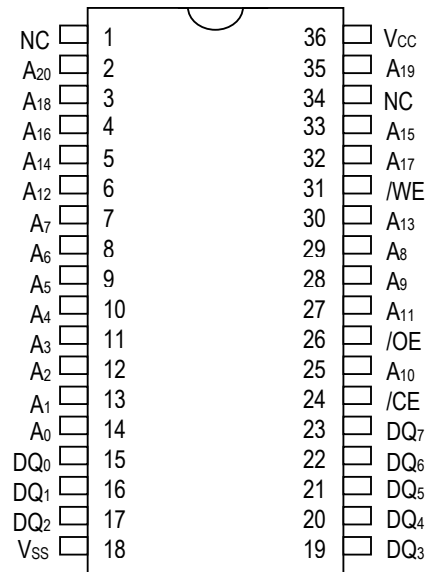 NC 1 36 VCC
A20 2 35 A19
A18 3 34 NC
A16 4 33 A15
A14 5 32 A17
A12 6 31 /WE
A7 7 30 A13
A6 8 29 A8
A5 9 28 A9
A4 10 27 A11
A3 11 26 /OE
A2 12 25 A10
A1 13 24 /CE
A0 14 23 DQ7
DQ0 15 22 DQ6
DQ1 16 21 DQ5
DQ2 17 20 DQ4
VSS 18 19 DQ3